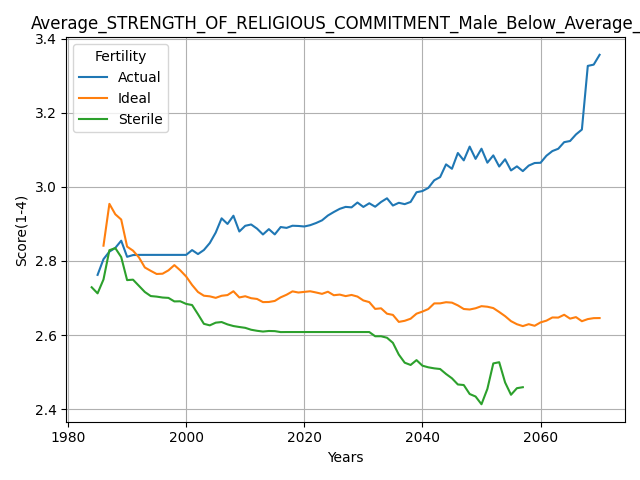 Average_STRENGTH_OF_RELIGIOUS_COMMITMENT_Male_Below_Average_
Score(1-4)
3.4
3.2
3.0
2.8
2.6
2.4
Fertility
Actual
Ideal
Sterile
1980 2000 2020 2040 2060
Years